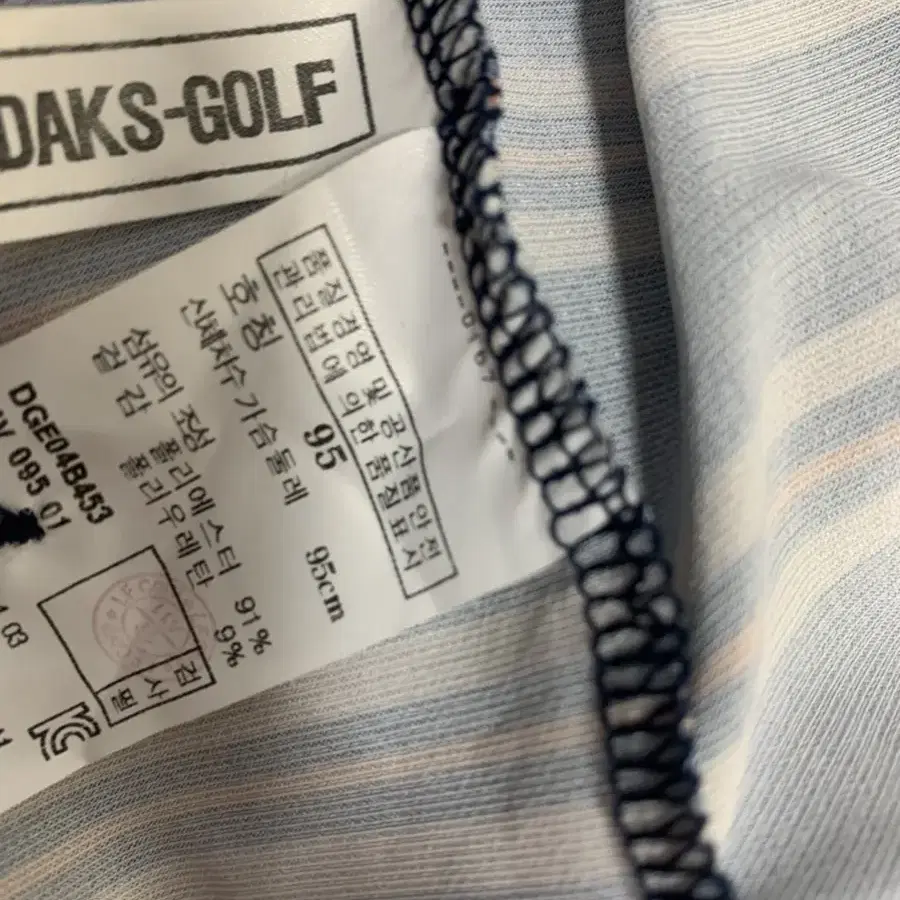 DAKS-GOLF
품질경영 및 공산품안전
관리법에 의한 품질표시
호칭 95
신체치수 가슴둘레 95cm
섬유의 조성 폴리에스터 91%
겉감 폴리우레탄 9%
DGE04B453
095 01
03
검사필